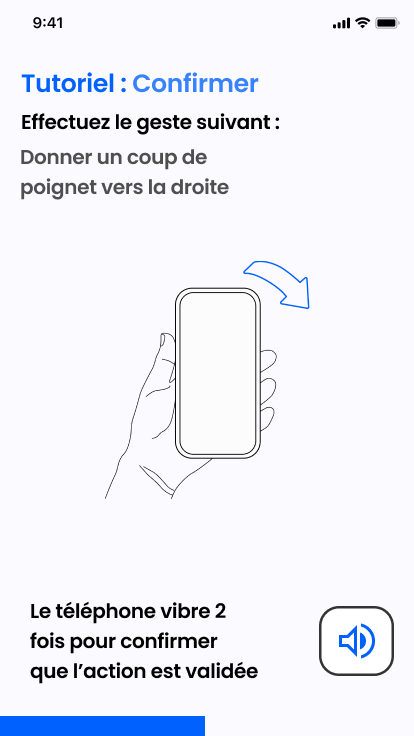 9:41
Tutoriel : Confirmer
Effectuez le geste suivant :
Donner un coup de
poignet vers la droite
Le téléphone vibre 2
fois pour confirmer
que l’action est validée